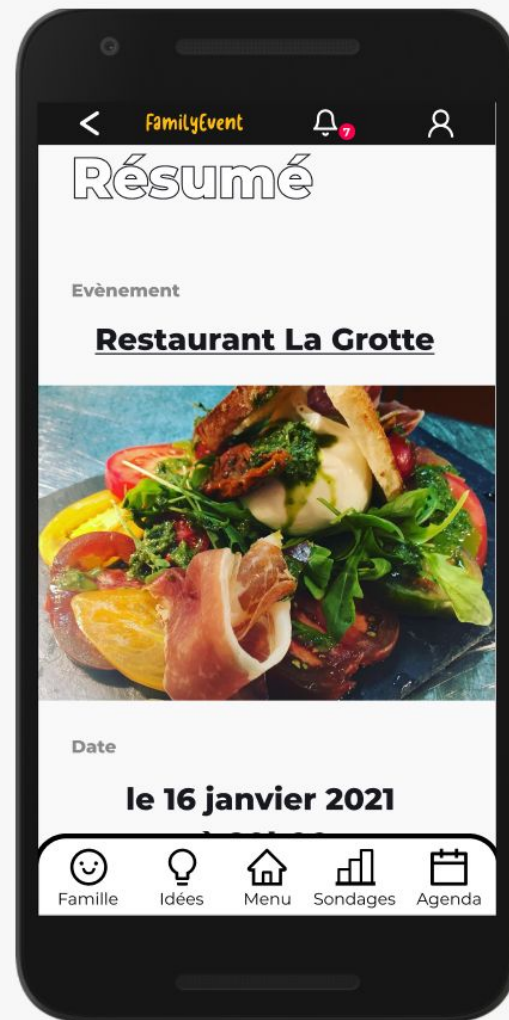 FamilyEvent
7
Résumé
Evènement
Restaurant La Grotte
Date
le 16 janvier 2021
Famille
Idées
Menu
Sondages
Agenda